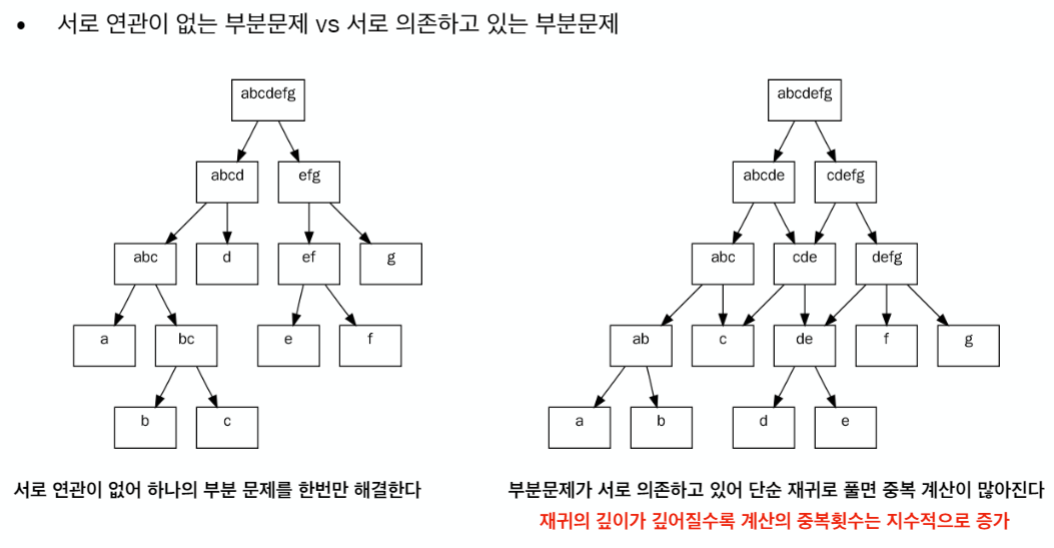 • 서로 연관이 없는 부분문제 vs 서로 의존하고 있는 부분문제
abcdefg
abcd efg
abc d ef g
a bc e f
b c
서로 연관이 없어 하나의 부분 문제를 한번만 해결한다
abcdefg
abcde cdefg
abc cde defg
ab c de f g
a b d e
부분문제가 서로 의존하고 있어 단순 재귀로 풀면 중복 계산이 많아진다
재귀의 깊이가 깊어질수록 계산의 중복횟수는 지수적으로 증가